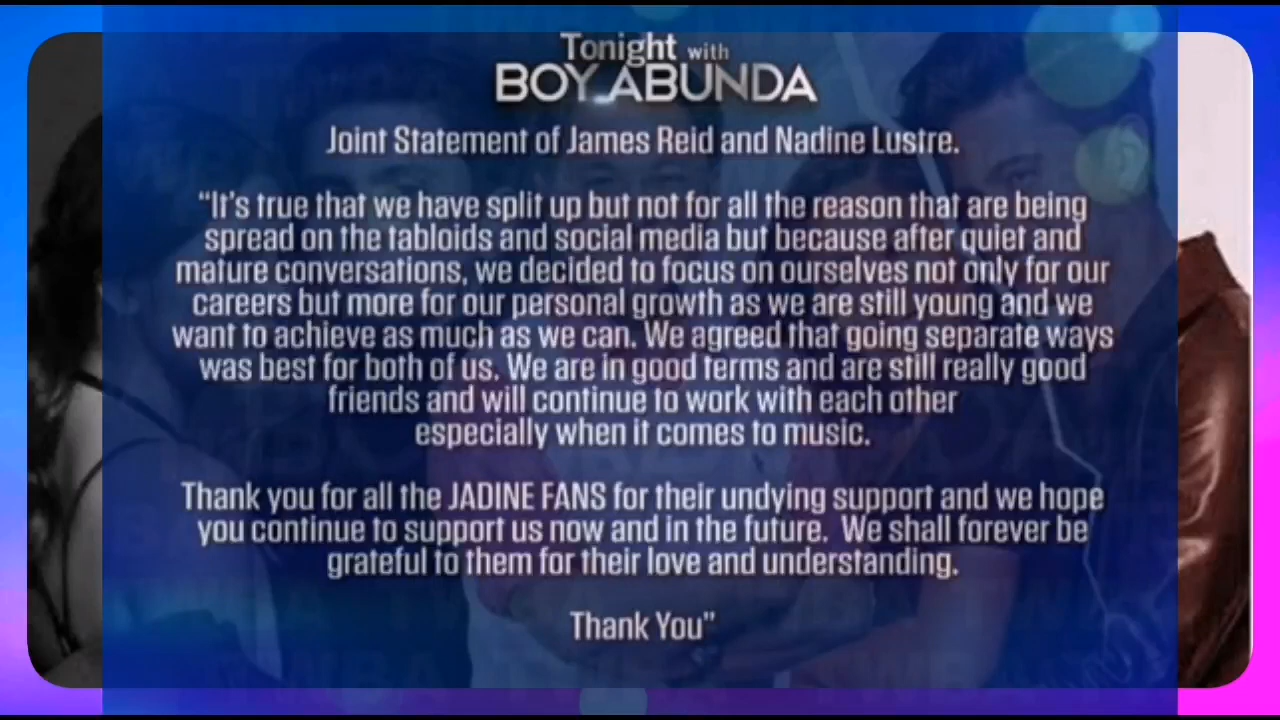 Tonight with
BOY ABUNDA
Joint Statement of James Reid and Nadine Lustre.
“It's true that we have split up but not for all the reason that are being
spread on the tabloids and social media but because after quiet and
mature conversations, we decided to focus on ourselves not only for our
careers but more for our personal growth as we are still young and we
want to achieve as much as we can. We agreed that going separate ways
was best for both of us. We are in good terms and are still really good
friends and will continue to work with each other
especially when it comes to music.
Thank you for all the JADINE FANS for their undying support and we hope
you continue to support us now and in the future. We shall forever be
grateful to them for their love and understanding.
Thank You”